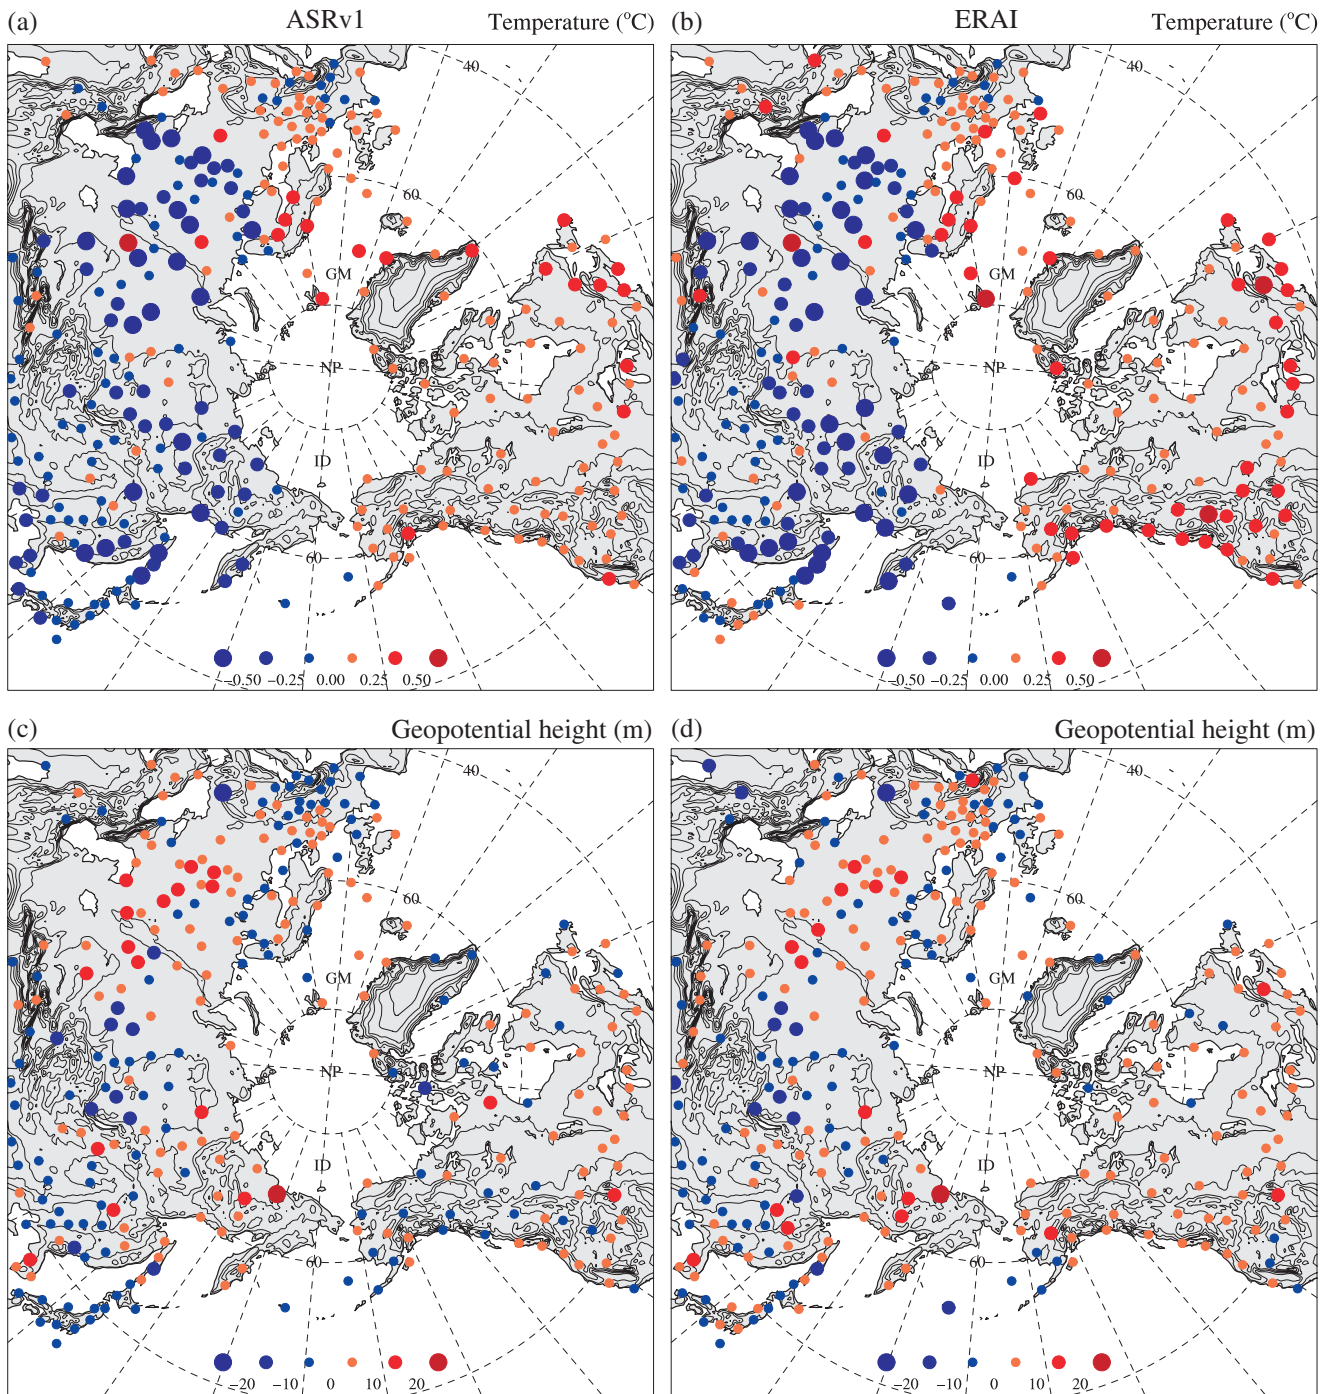 (a) ASRv1 Temperature (°C)
(b) ERAI Temperature (°C)
40
60
GM
NP
ID
60
−0.50 −0.25 0.00 0.25 0.50
40
60
GM
NP
ID
60
−0.50 −0.25 0.00 0.25 0.50
(c) Geopotential height (m)
(d) Geopotential height (m)
40
60
GM
NP
ID
60
−20 −10 0 10 20
40
60
GM
NP
ID
60
−20 −10 0 10 20